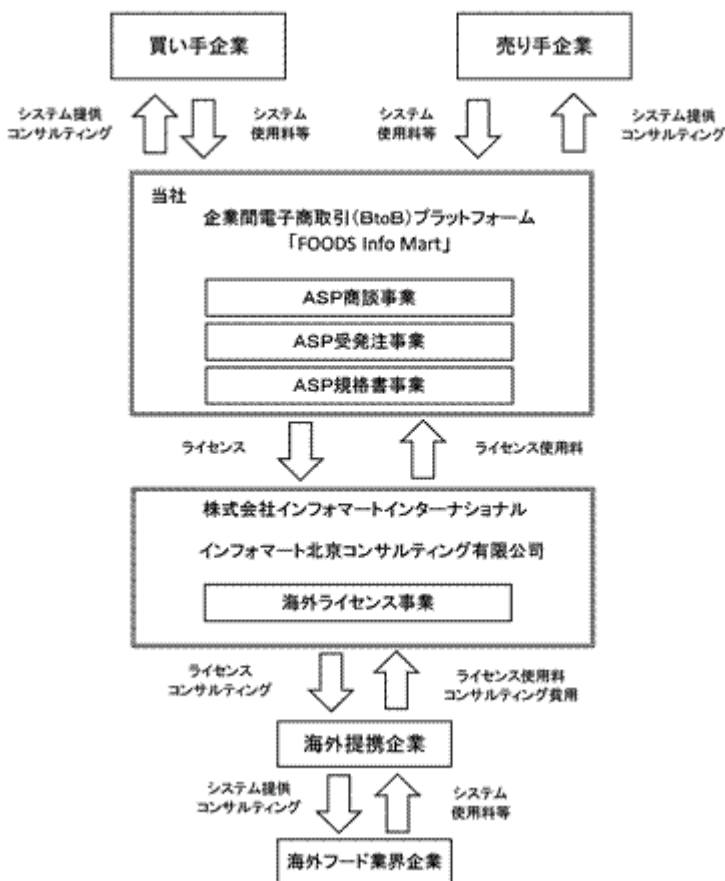 買い手企業
売り手企業
システム提供
コンサルティング
システム
使用料等
システム
使用料等
システム提供
コンサルティング
当社
企業間電子商取引(BtoB)プラットフォーム
「FOODS Info Mart」
ASP商談事業
ASP受発注事業
ASP規格書事業
ライセンス
ライセンス使用料
株式会社インフォマートインターナショナル
インフォマート北京コンサルティング有限公司
海外ライセンス事業
ライセンス
コンサルティング
ライセンス使用料
コンサルティング費用
海外提携企業
システム提供
コンサルティング
システム
使用料等
海外フード業界企業